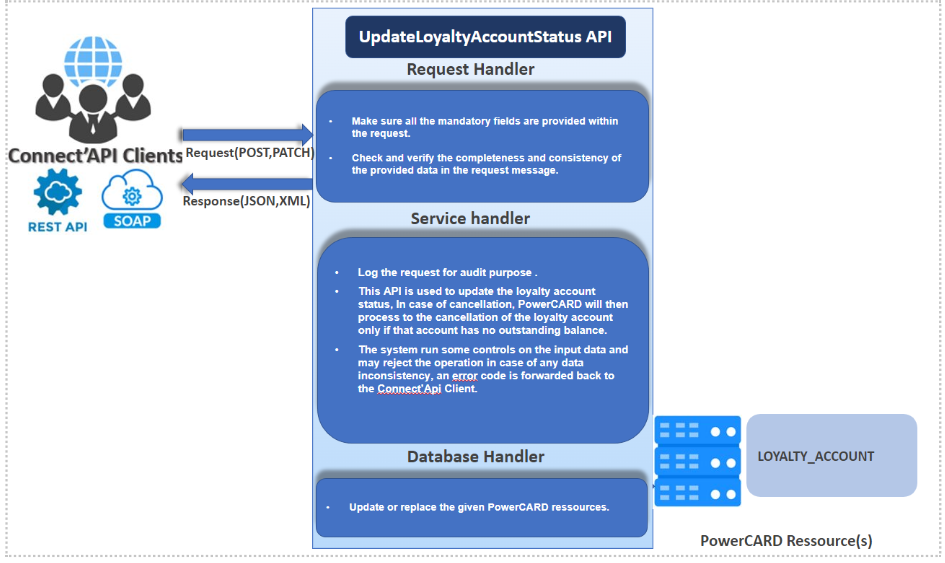 UpdateLoyaltyAccountStatus API
Request Handler
• Make sure all the mandatory fields are provided within
the request.
• Check and verify the completeness and consistency of
the provided data in the request message.
Connect'API Clients
Request(POST,PATCH)
Response(JSON,XML)
REST API
SOAP
Service handler
• Log the request for audit purpose .
• This API is used to update the loyalty account
status, In case of cancellation, PowerCARD will then
process to the cancellation of the loyalty account
only if that account has no outstanding balance.
• The system run some controls on the input data and
may reject the operation in case of any data
inconsistency, an error code is forwarded back to
the Connect'Api Client.
Database Handler
• Update or replace the given PowerCARD ressources.
LOYALTY_ACCOUNT
PowerCARD Ressource(s)